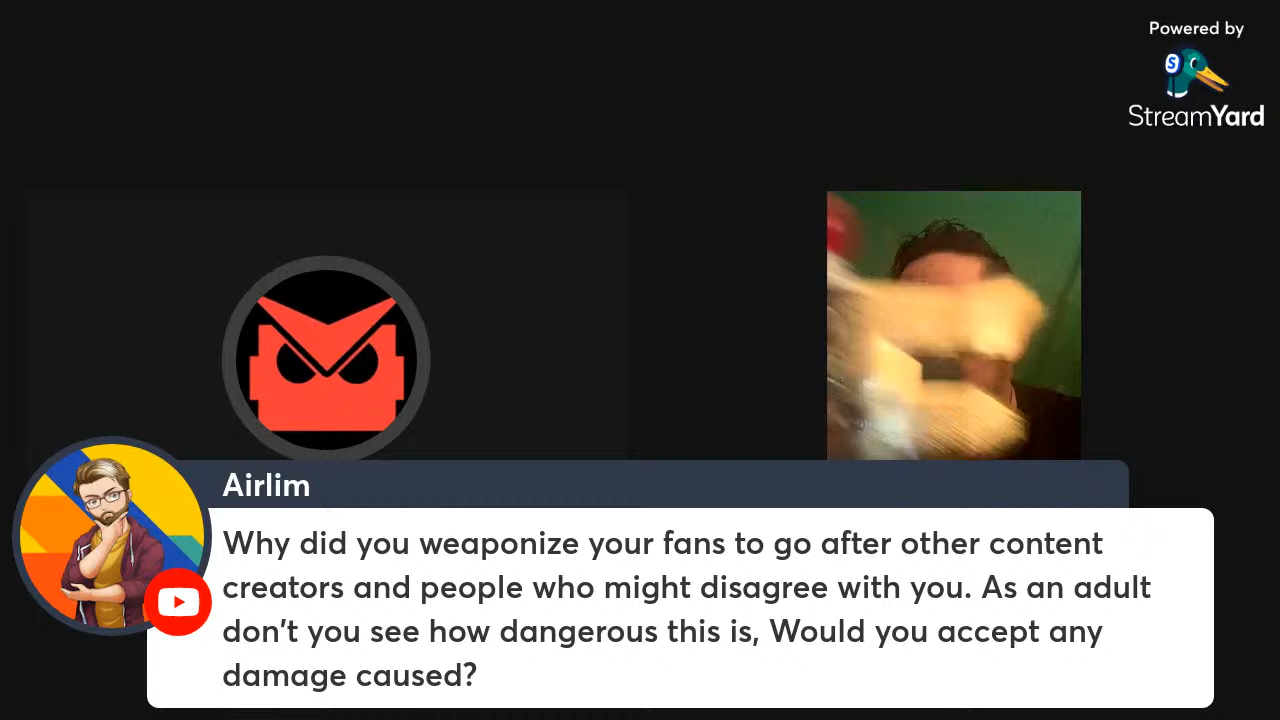 Powered by
S
StreamYard
Airlim
Why did you weaponize your fans to go after other content
creators and people who might disagree with you. As an adult
don't you see how dangerous this is, Would you accept any
damage caused?